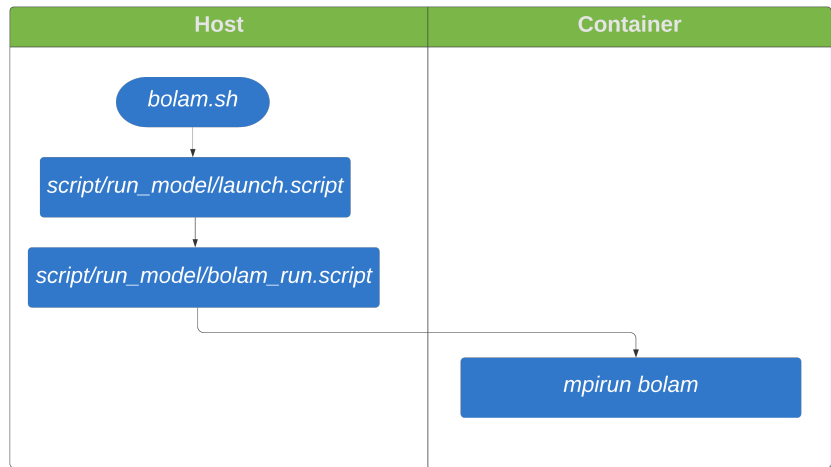 Host
Container
bolam.sh
script/run_model/launch.script
script/run_model/bolam_run.script
mpirun bolam